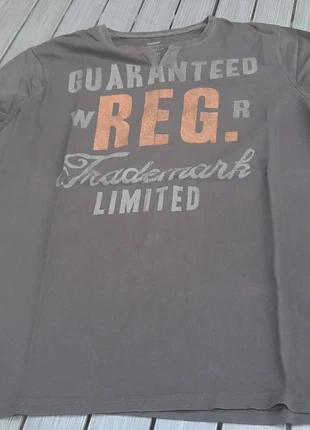 GUARANTEED
W REG. R
Trademark
LIMITED